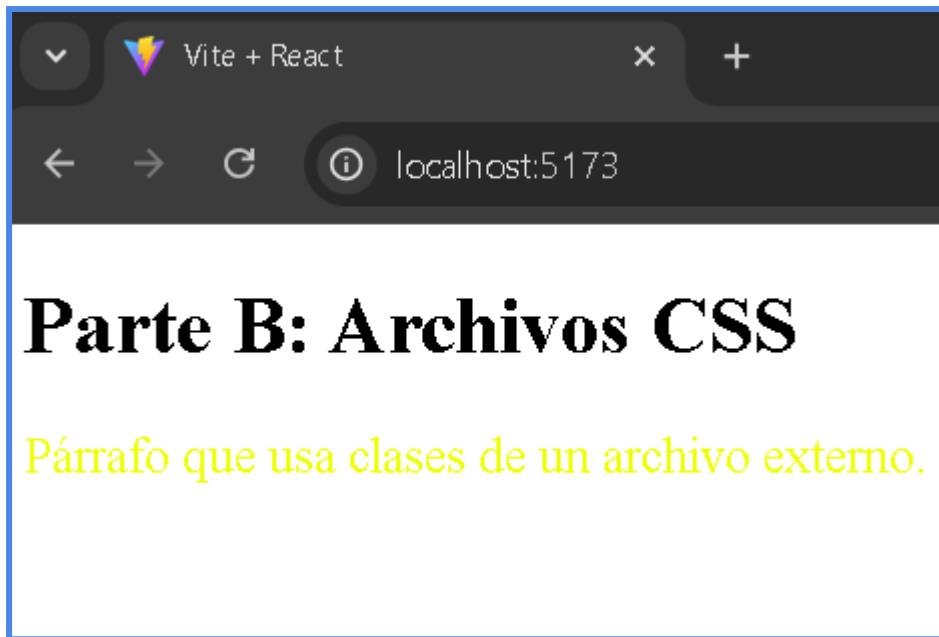 Vite + React
localhost:5173
Parte B: Archivos CSS
Párrafo que usa clases de un archivo externo.